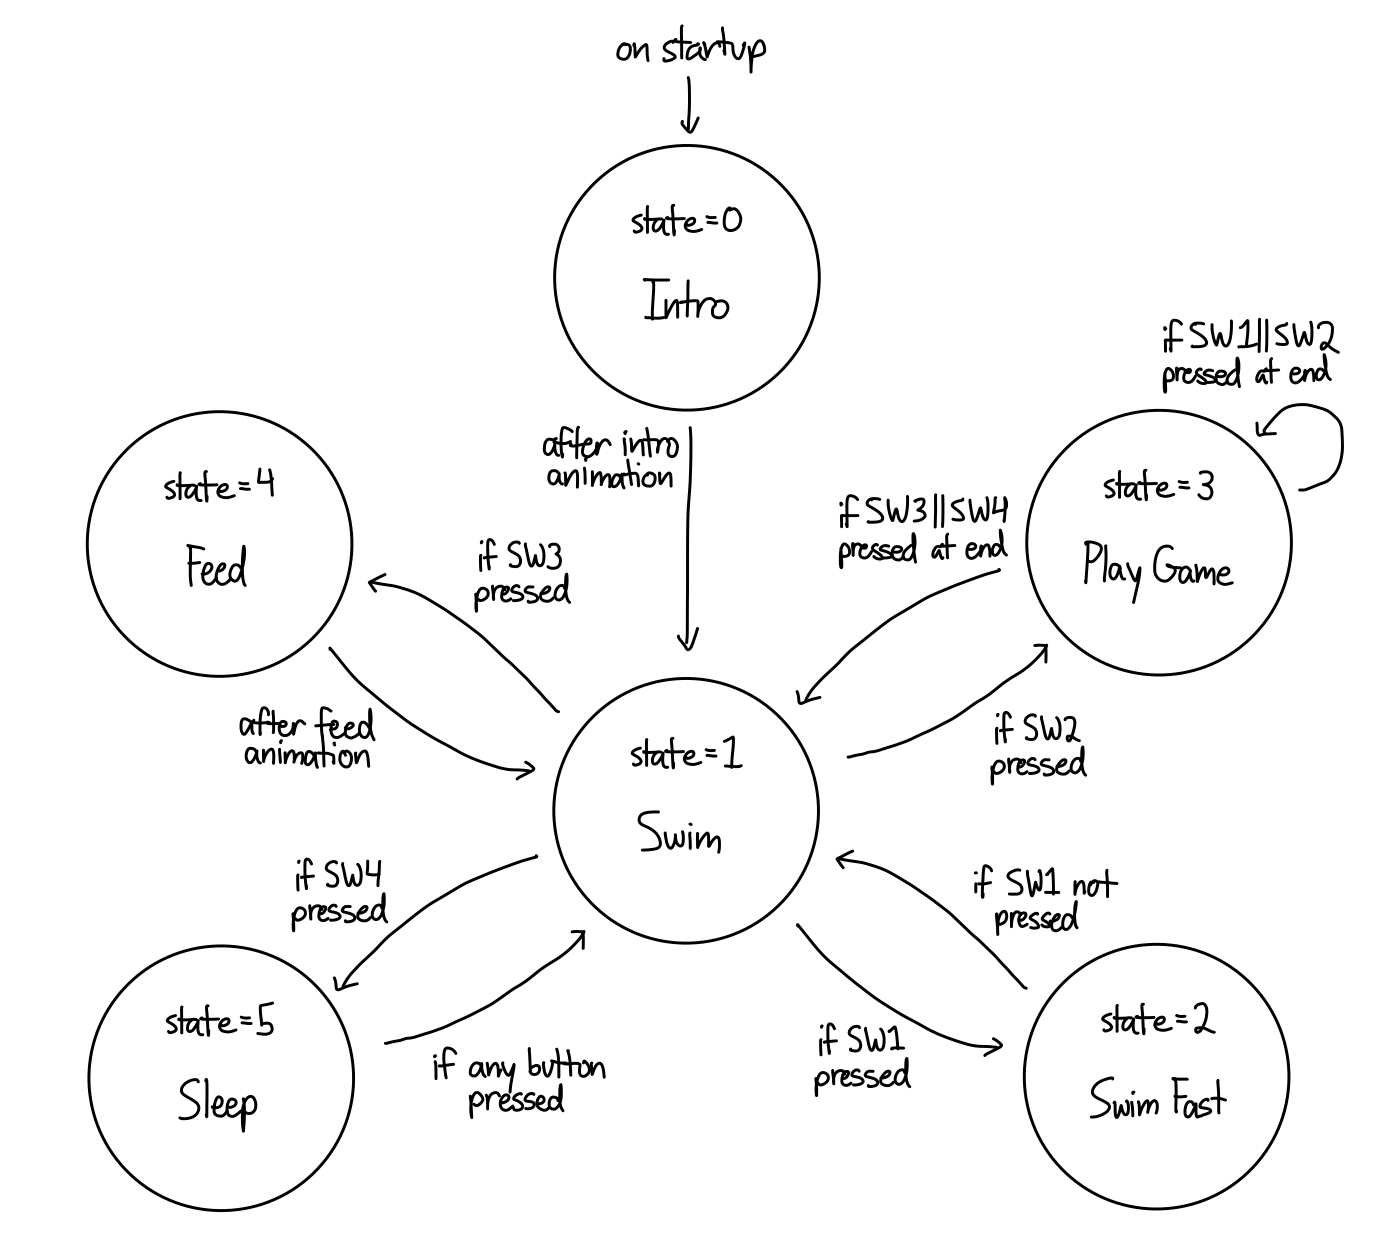 on startup
state=0
Intro
if SW1||SW2
pressed at end
after intro
animation
state=4
Feed
state=3
Play Game
if SW3||SW4
pressed at end
if SW3
pressed
after feed
animation
if SW2
pressed
state=1
Swim
if SW4
pressed
if SW1 not
pressed
state=5
Sleep
if any button
pressed
if SW1
pressed
state=2
Swim Fast